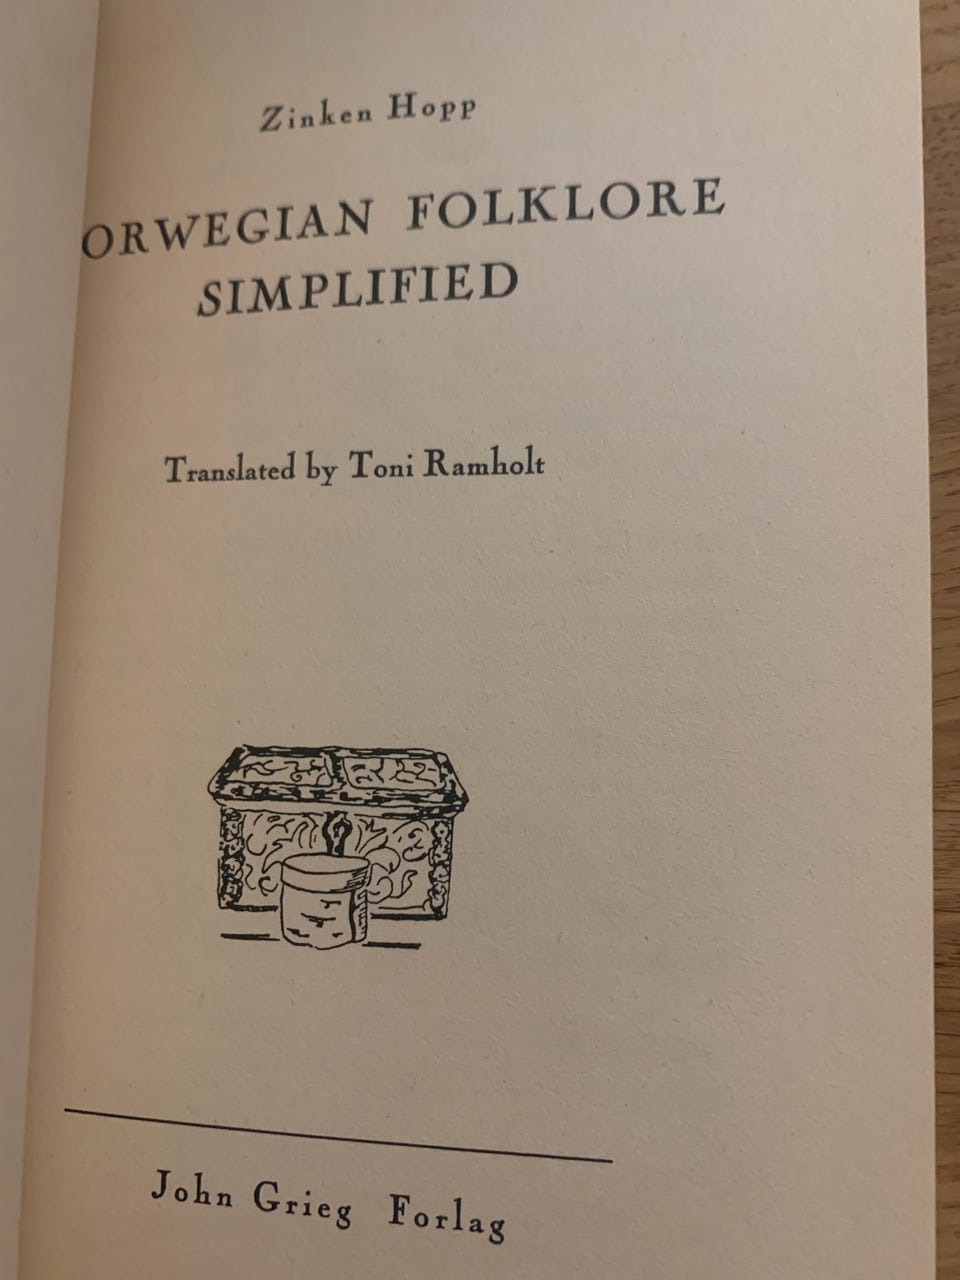 Zinken Hopp
ORWEGIAN FOLKLORE
SIMPLIFIED
Translated by Toni Ramholt
John Grieg Forlag